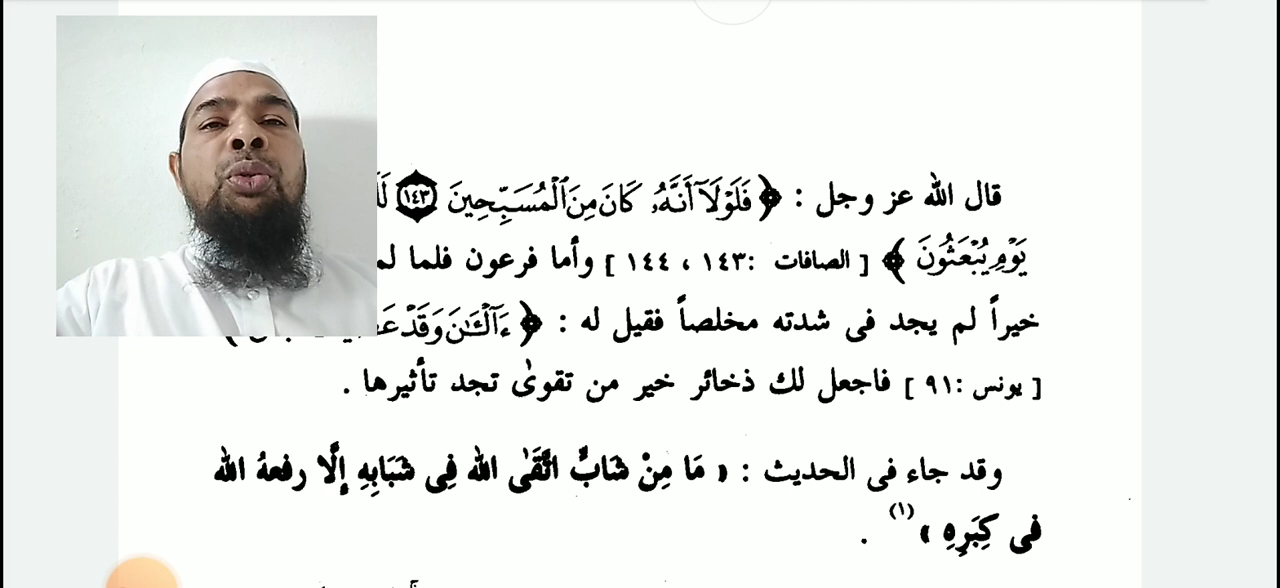 قال الله عز وجل : ﴿ فَلَوْلَآ أَنَّهُۥ كَانَ مِنَ ٱلْمُسَبِّحِينَ ١٤٣
يَوْمِ يُبْعَثُونَ ﴾ [ الصافات : ١٤٣ ، ١٤٤ ] وأما فرعون فلما لم
خيراً لم يجد فى شدته مخلصاً فقيل له : ﴿ ءَآلْـَٰٔنَ وَقَدْ
[ يونس : ٩١ ] فاجعل لك ذخائر خير من تقوىٰ تجد تأثيرها .
وقد جاء فى الحديث : « مَا مِنْ شَابٍّ اتَّقَىٰ الله فِى شَبَابِهِ إِلَّا رفعهُ الله
فى كِبَرِهِ » (١) .